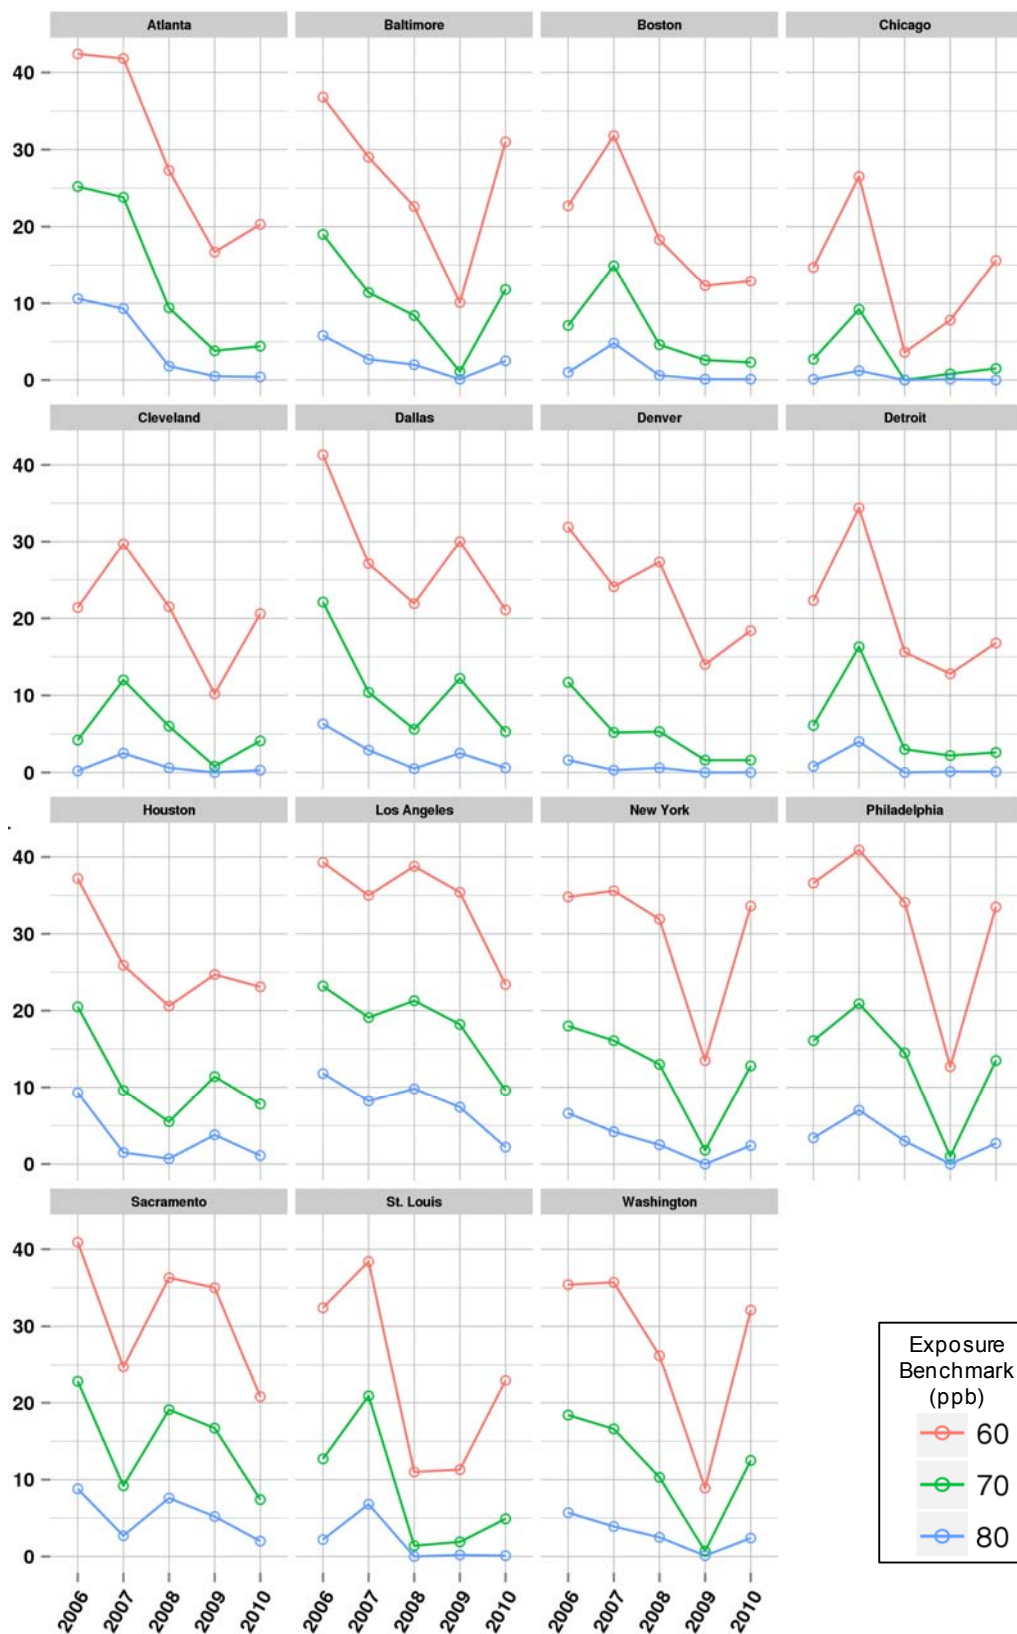 Atlanta Baltimore Boston Chicago
40
30
20
10
0
Cleveland Dallas Denver Detroit
40
30
20
10
0
Houston Los Angeles New York Philadelphia
40
30
20
10
0
Sacramento St. Louis Washington
40
30
20
10
0
2006 2007 2008 2009 2010 2006 2007 2008 2009 2010 2006 2007 2008 2009 2010
Exposure
Benchmark
(ppb)
60
70
80